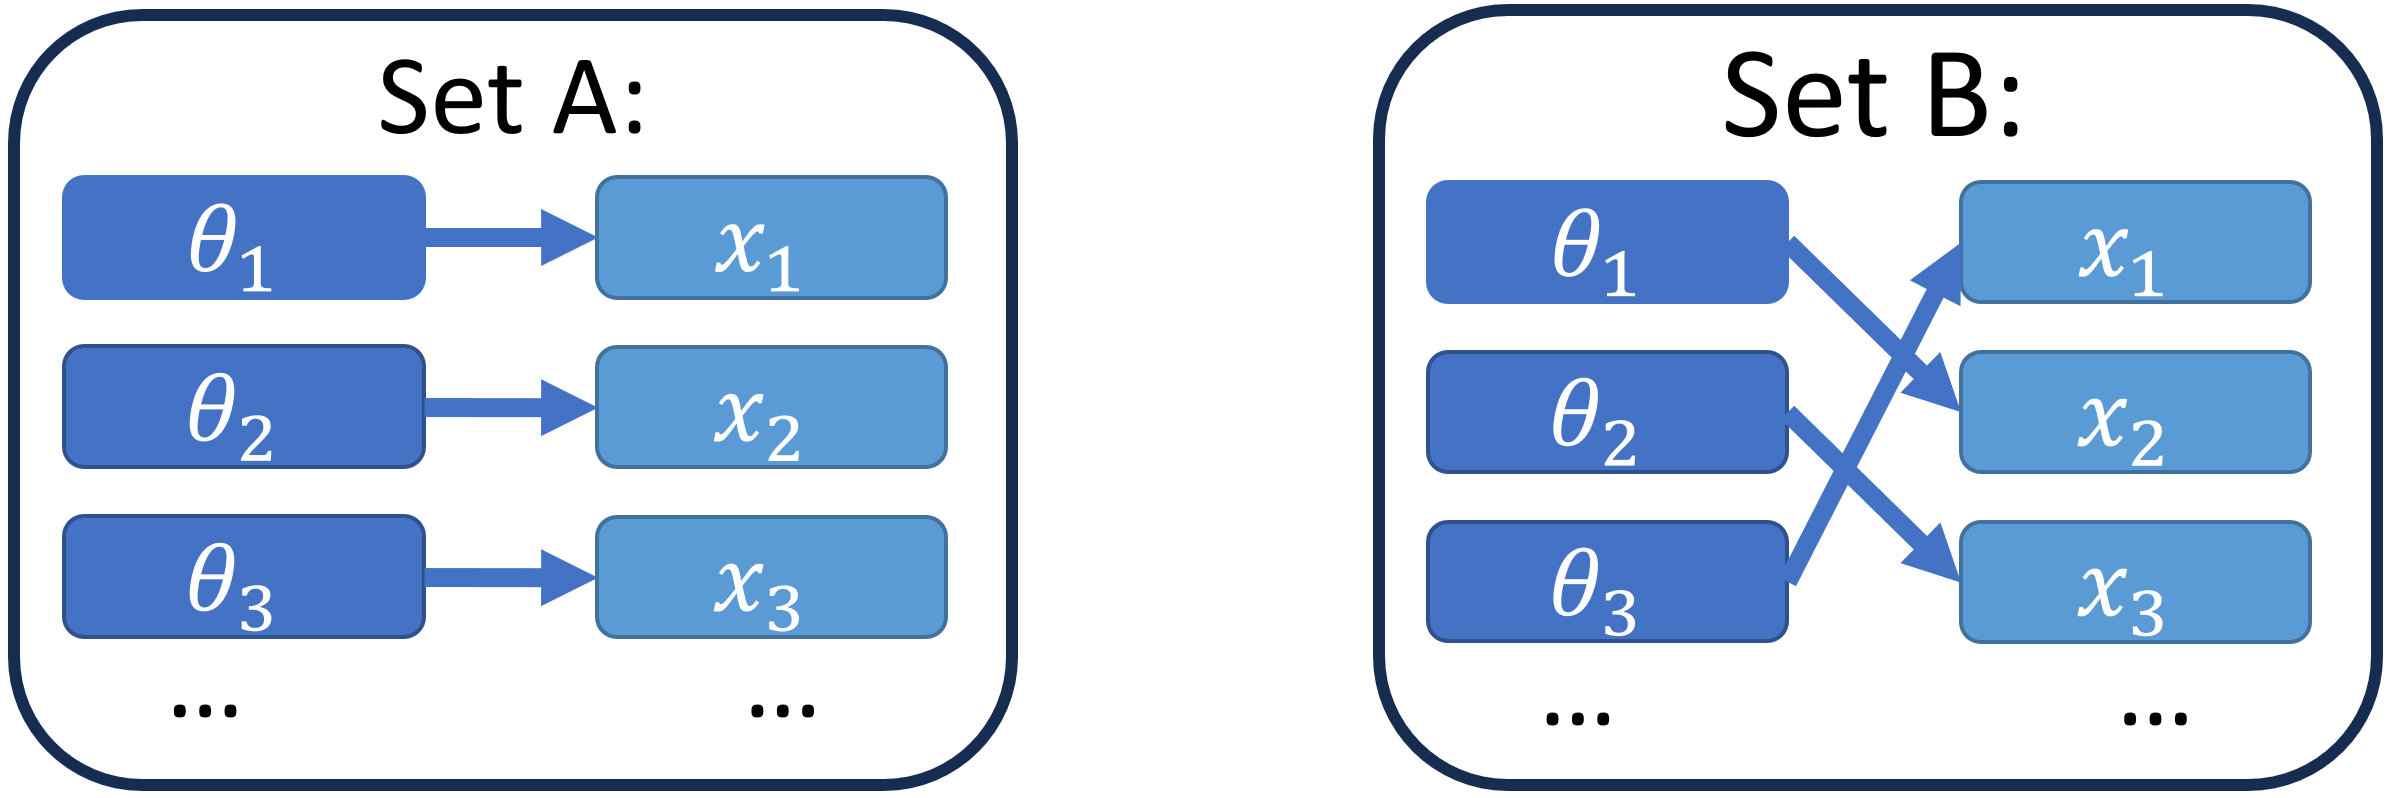 Set A:
θ₁ x₁
θ₂ x₂
θ₃ x₃
... ...
Set B:
θ₁ x₁
θ₂ x₂
θ₃ x₃
... ...